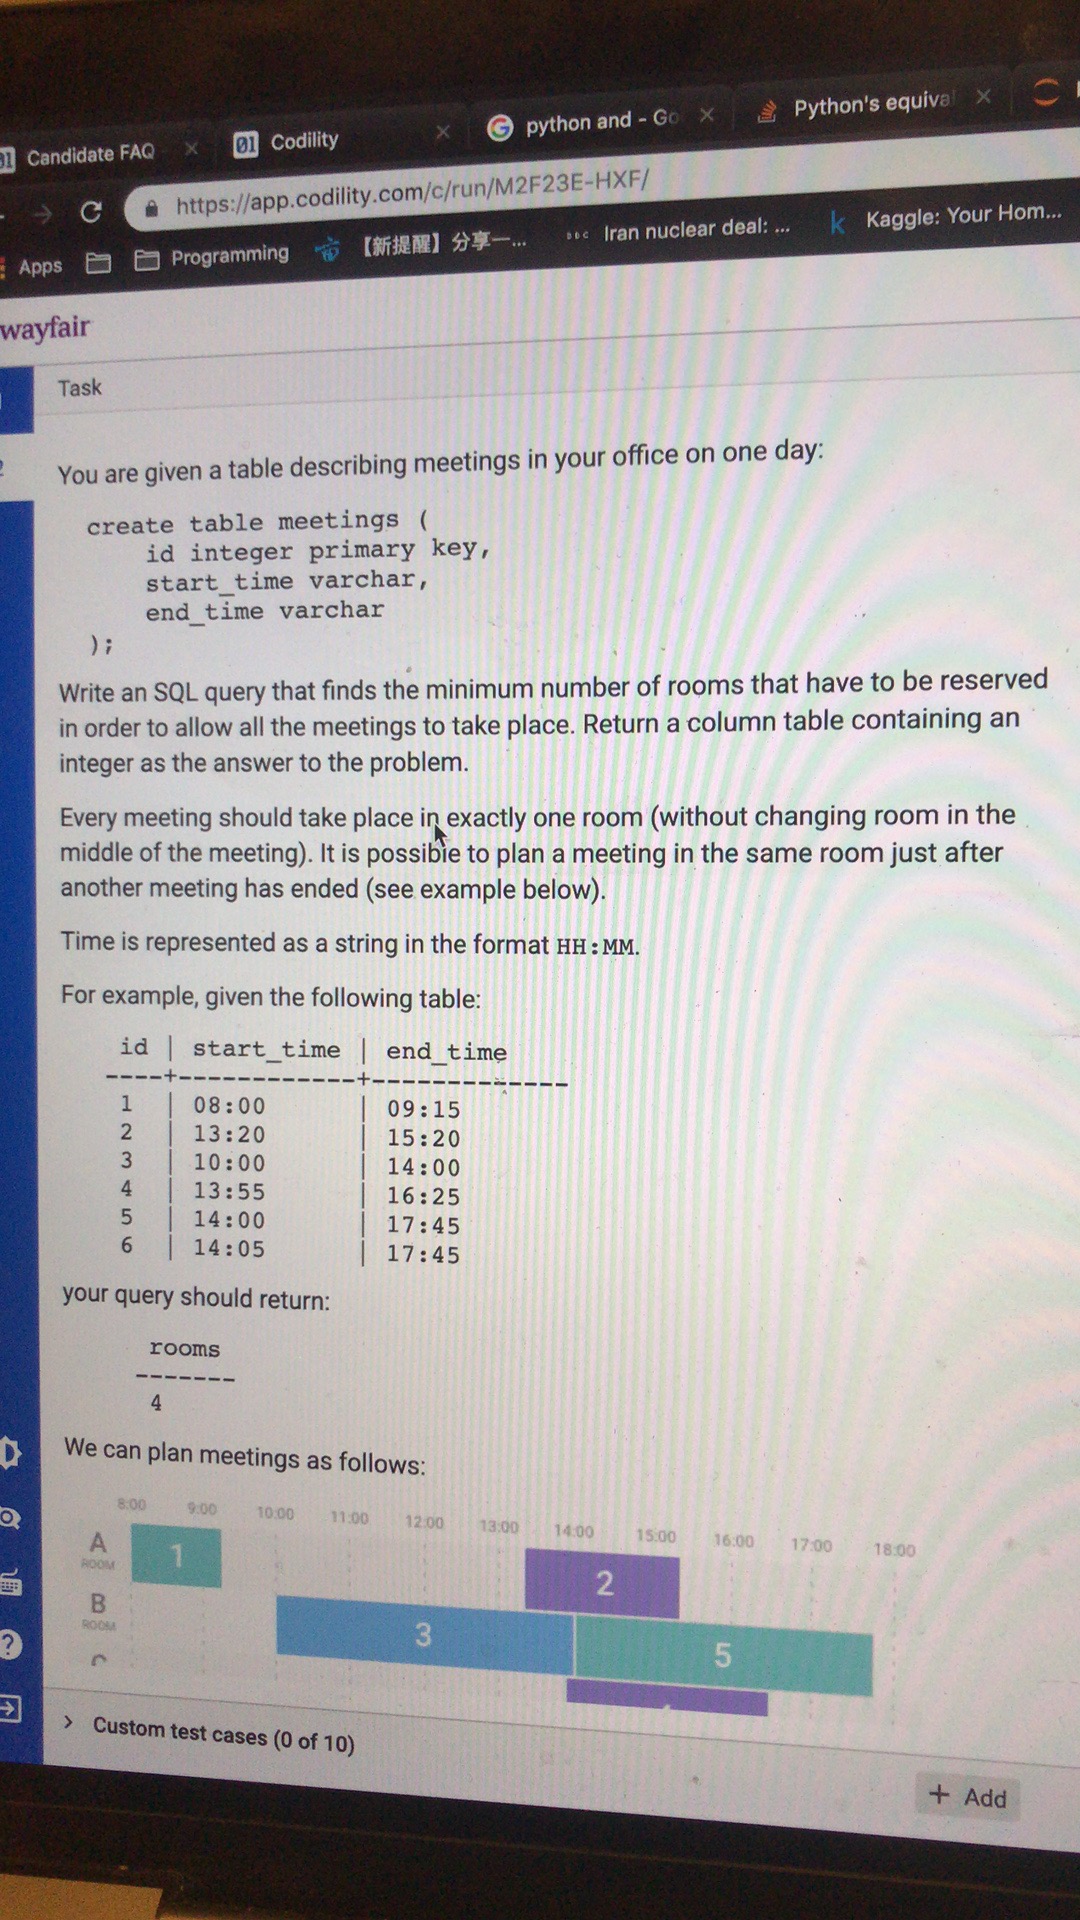 Candidate FAQ
Codility
python and - Go
Python's equival
https://app.codility.com/c/run/M2F23E-HXF/
Apps
Programming
【新提醒】分享一...
BBC Iran nuclear deal: ...
k Kaggle: Your Hom...
wayfair
Task
You are given a table describing meetings in your office on one day:
create table meetings (
id integer primary key,
start_time varchar,
end_time varchar
);
Write an SQL query that finds the minimum number of rooms that have to be reserved
in order to allow all the meetings to take place. Return a column table containing an
integer as the answer to the problem.
Every meeting should take place in exactly one room (without changing room in the
middle of the meeting). It is possible to plan a meeting in the same room just after
another meeting has ended (see example below).
Time is represented as a string in the format HH:MM.
For example, given the following table:
id | start_time | end_time
----+------------+-------------
1 | 08:00 | 09:15
2 | 13:20 | 15:20
3 | 10:00 | 14:00
4 | 13:55 | 16:25
5 | 14:00 | 17:45
6 | 14:05 | 17:45
your query should return:
rooms
-------
4
We can plan meetings as follows:
8:00 9:00 10:00 11:00 12:00 13:00 14:00 15:00 16:00 17:00 18:00
A
ROOM
1
2
B
ROOM
3
5
Custom test cases (0 of 10)
+ Add